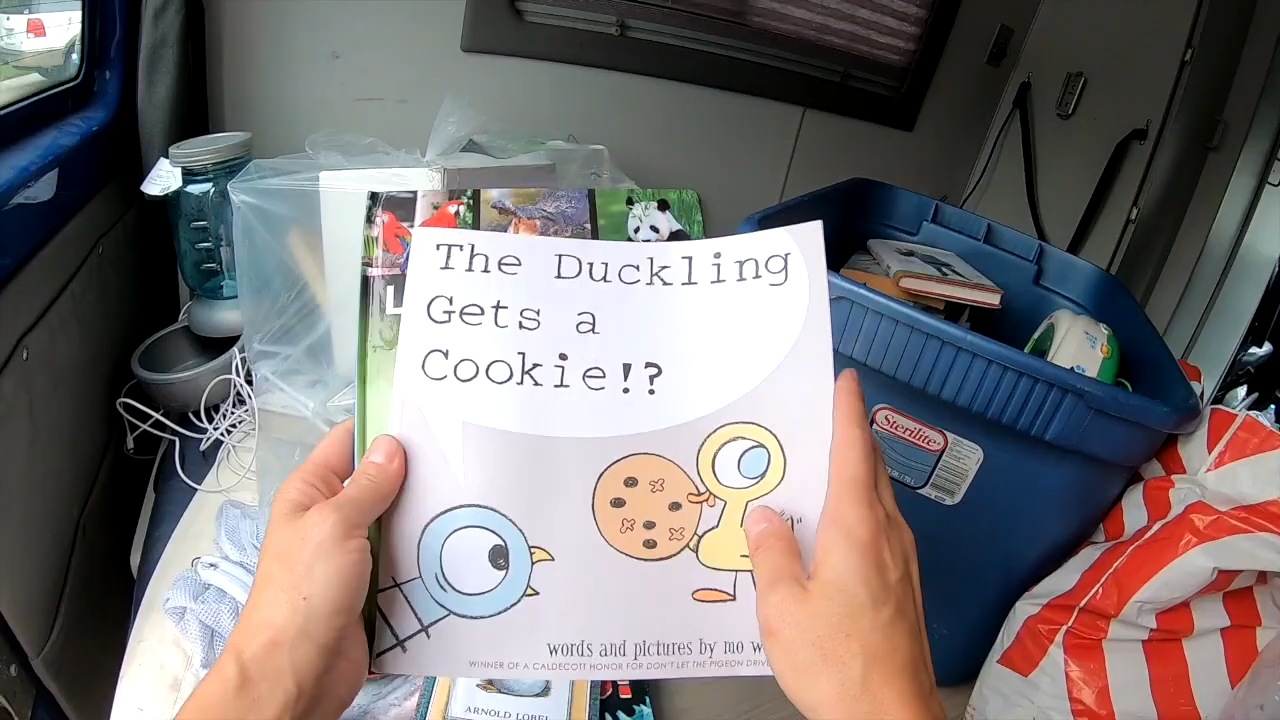 The Duckling
Gets a
Cookie!?
words and pictures by mo
WINNER OF A CALDECOTT HONOR FOR DON'T LET THE PIGEON
Sterilite
ARNOLD LOBEL